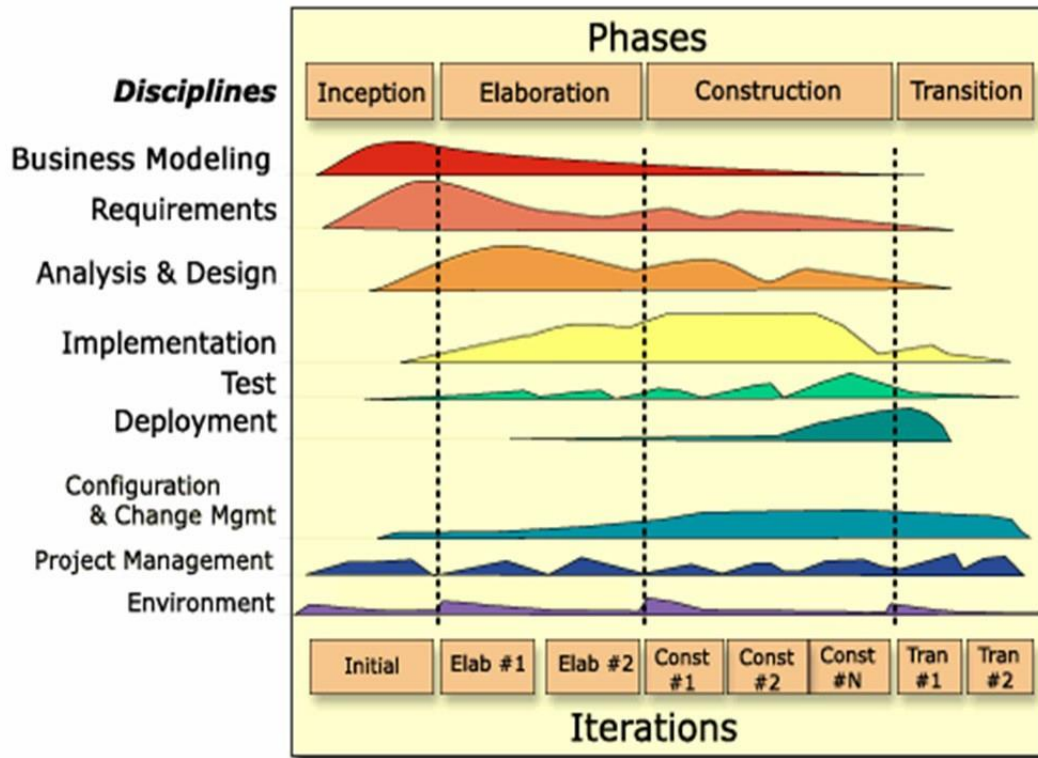 Phases
Disciplines
Inception
Elaboration
Construction
Transition
Business Modeling
Requirements
Analysis & Design
Implementation
Test
Deployment
Configuration
& Change Mgmt
Project Management
Environment
Initial
Elab #1
Elab #2
Const
#1
Const
#2
Const
#N
Tran
#1
Tran
#2
Iterations